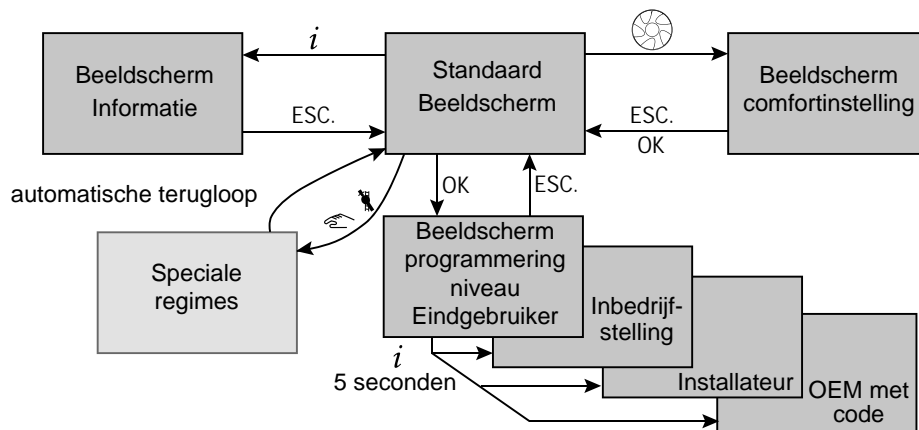 i
Beeldscherm
Informatie
ESC.
Standaard
Beeldscherm
Beeldscherm
comfortinstelling
ESC.
OK
automatische terugloop
OK
ESC.
Speciale
regimes
Beeldscherm
programmering
niveau
Eindgebruiker
Inbedrijf-
stelling
i
5 seconden
Installateur
OEM met
code